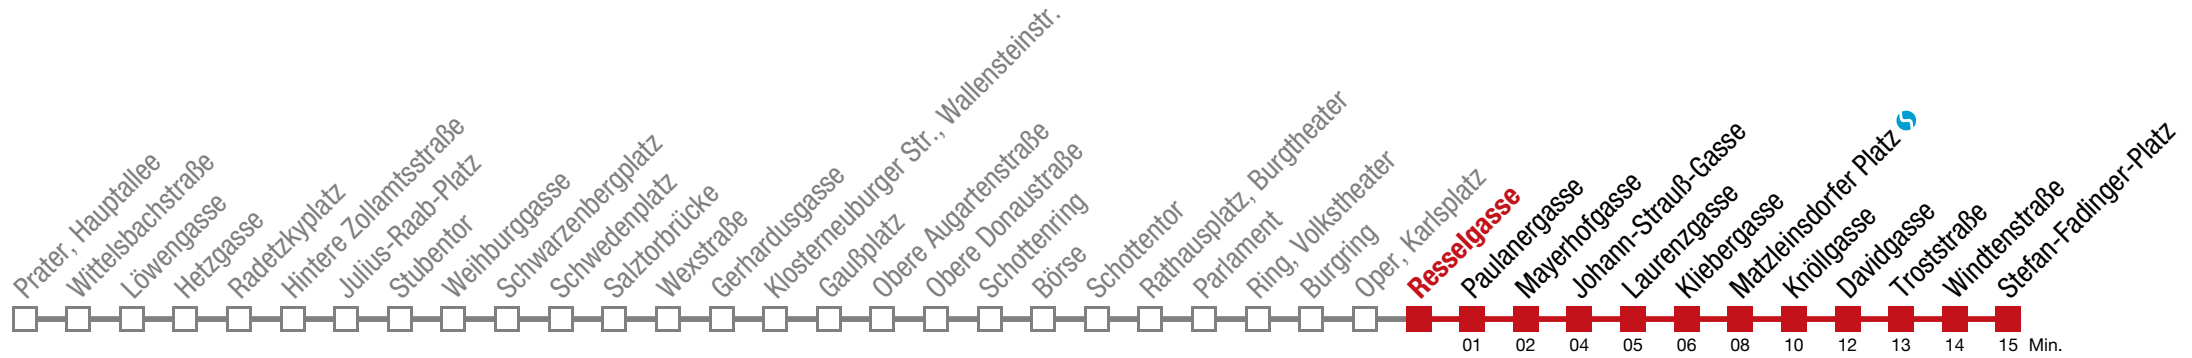 Prater, Hauptallee
Wittelsbachstraße
Löwengasse
Hetzgasse
Radetzkyplatz
Hintere Zollamtsstraße
Julius-Raab-Platz
Stubentor
Weihburggasse
Schwarzenbergplatz
Schwedenplatz
Salztorbrücke
Wexstraße
Gerhardusgasse
Klosterneuburger Str., Wallensteinstr.
Gaußplatz
Obere Augartenstraße
Obere Donaustraße
Schottenring
Börse
Schottentor
Rathausplatz, Burgtheater
Parlament
Ring, Volkstheater
Burgring
Oper, Karlsplatz
Resselgasse
Paulanergasse
Mayerhofgasse
Johann-Strauß-Gasse
Laurenzgasse
Kliebergasse
Matzleinsdorfer Platz
Knöllgasse
Davidgasse
Troststraße
Windtenstraße
Stefan-Fadinger-Platz
01 02 04 05 06 08 10 12 13 14 15 Min.